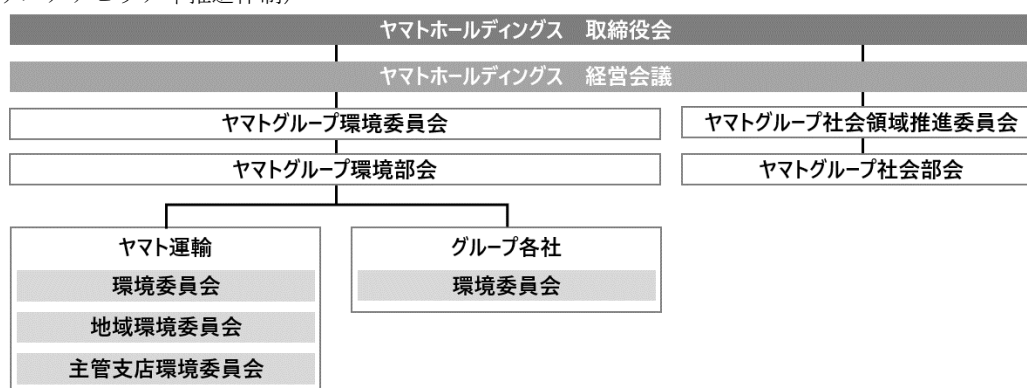 ヤマトホールディングス　取締役会
ヤマトホールディングス　経営会議
ヤマトグループ環境委員会
ヤマトグループ社会領域推進委員会
ヤマトグループ環境部会
ヤマトグループ社会部会
ヤマト運輸
環境委員会
地域環境委員会
主管支店環境委員会
グループ各社
環境委員会